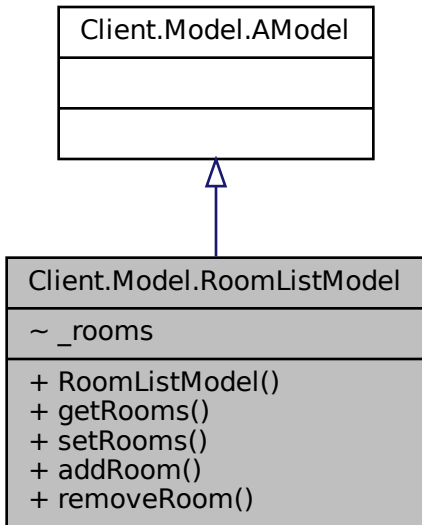 Client.Model.AModel
Client.Model.RoomListModel
~ _rooms
+ RoomListModel()
+ getRooms()
+ setRooms()
+ addRoom()
+ removeRoom()